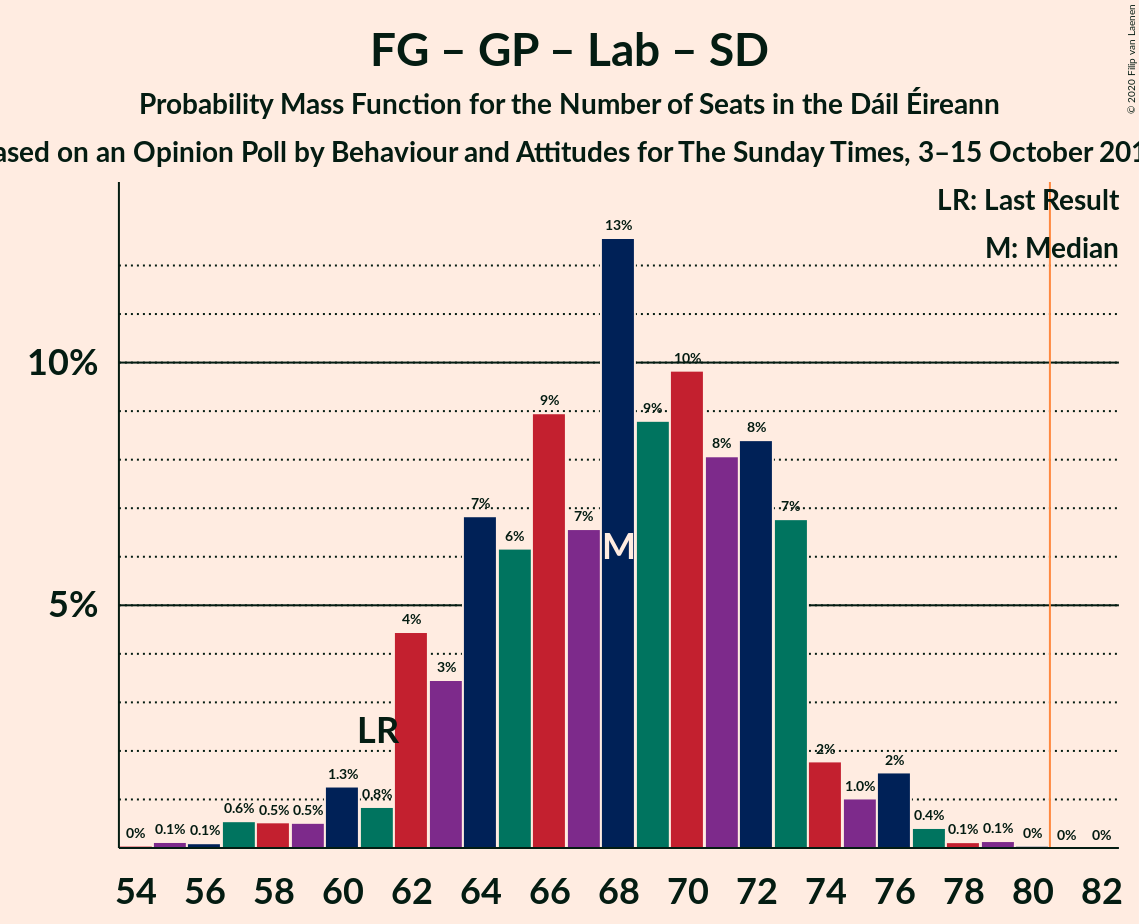 FG – GP – Lab – SD
Probability Mass Function for the Number of Seats in the Dáil Éireann
ased on an Opinion Poll by Behaviour and Attitudes for The Sunday Times, 3–15 October 201
© 2020 Filip van Laenen
LR: Last Result
M: Median
10%
5%
0% 0.1% 0.1% 0.6% 0.5% 0.5% 1.3% 0.8% 4% 3% 7% 6% 9% 7% 13% 9% 10% 8% 8% 7% 2% 1.0% 2% 0.4% 0.1% 0.1% 0% 0% 0%
LR
M
54 56 58 60 62 64 66 68 70 72 74 76 78 80 82